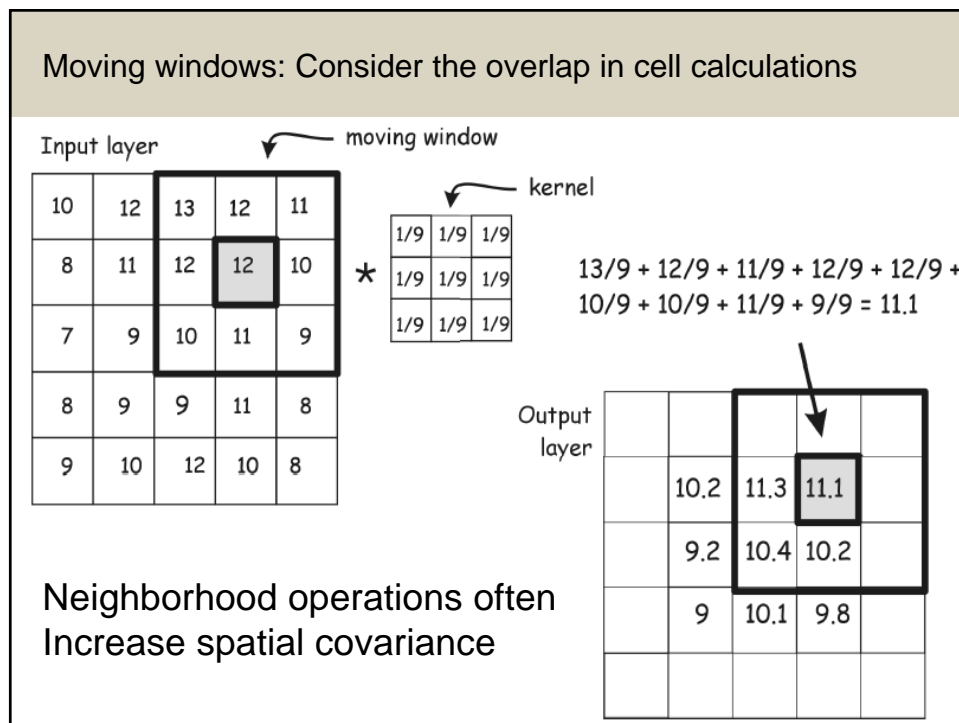 Moving windows: Consider the overlap in cell calculations
Input layer
moving window
kernel
10 12 13 12 11
8 11 12 12 10
7 9 10 11 9
8 9 9 11 8
9 10 12 10 8
*
1/9 1/9 1/9
1/9 1/9 1/9
1/9 1/9 1/9
13/9 + 12/9 + 11/9 + 12/9 + 12/9 +
10/9 + 10/9 + 11/9 + 9/9 = 11.1
Output
layer
10.2 11.3 11.1
9.2 10.4 10.2
9 10.1 9.8
Neighborhood operations often
Increase spatial covariance